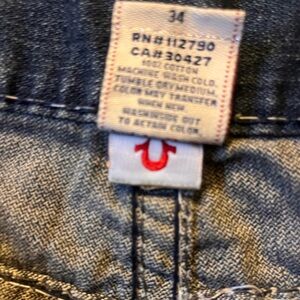 34
RN#112790
CA#30427
100% COTTON
MACHINE WASH COLD.
TUMBLE DRY MEDIUM.
COLOR MAY TRANSFER
WHEN NEW
WASH INSIDE OUT
TO RETAIN COLOR